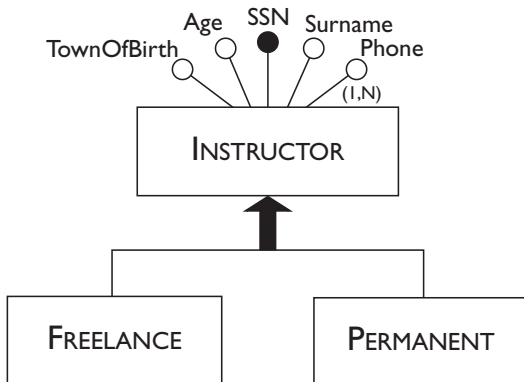 SSN
Age
Surname
TownOfBirth
Phone
(1,N)
INSTRUCTOR
FREELANCE
PERMANENT